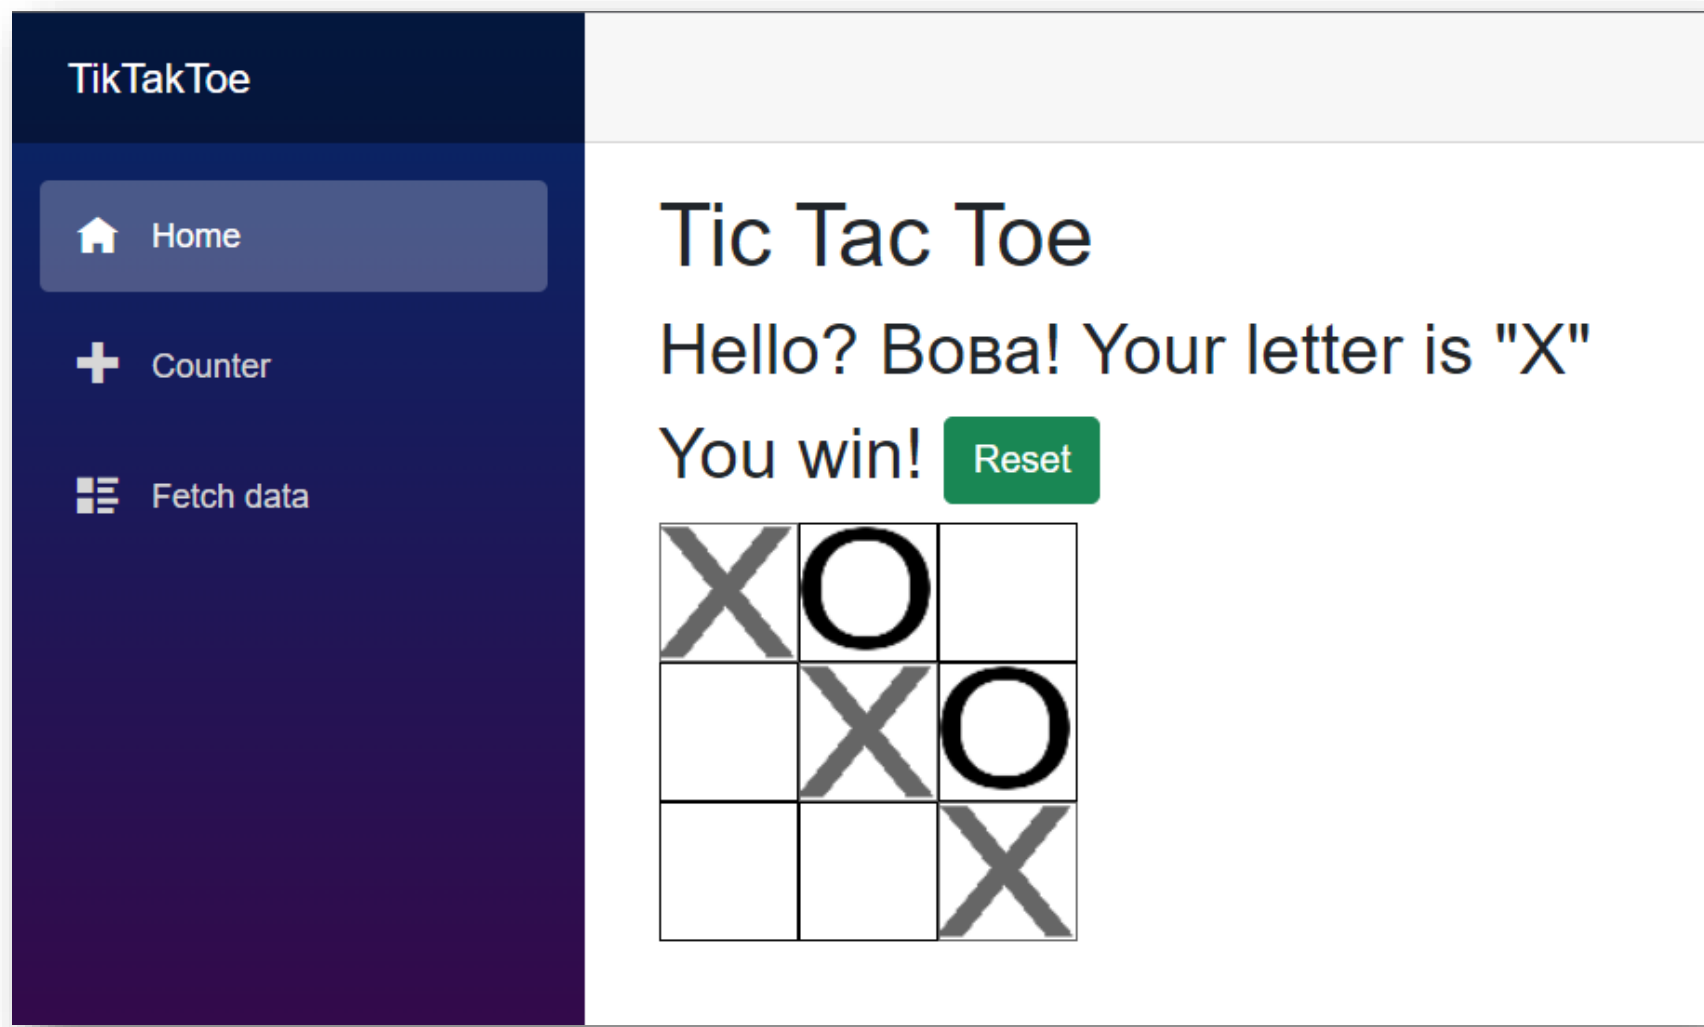 TikTakToe
Home
Counter
Fetch data
Tic Tac Toe
Hello? Вова! Your letter is "X"
You win! Reset
X O
X O
X